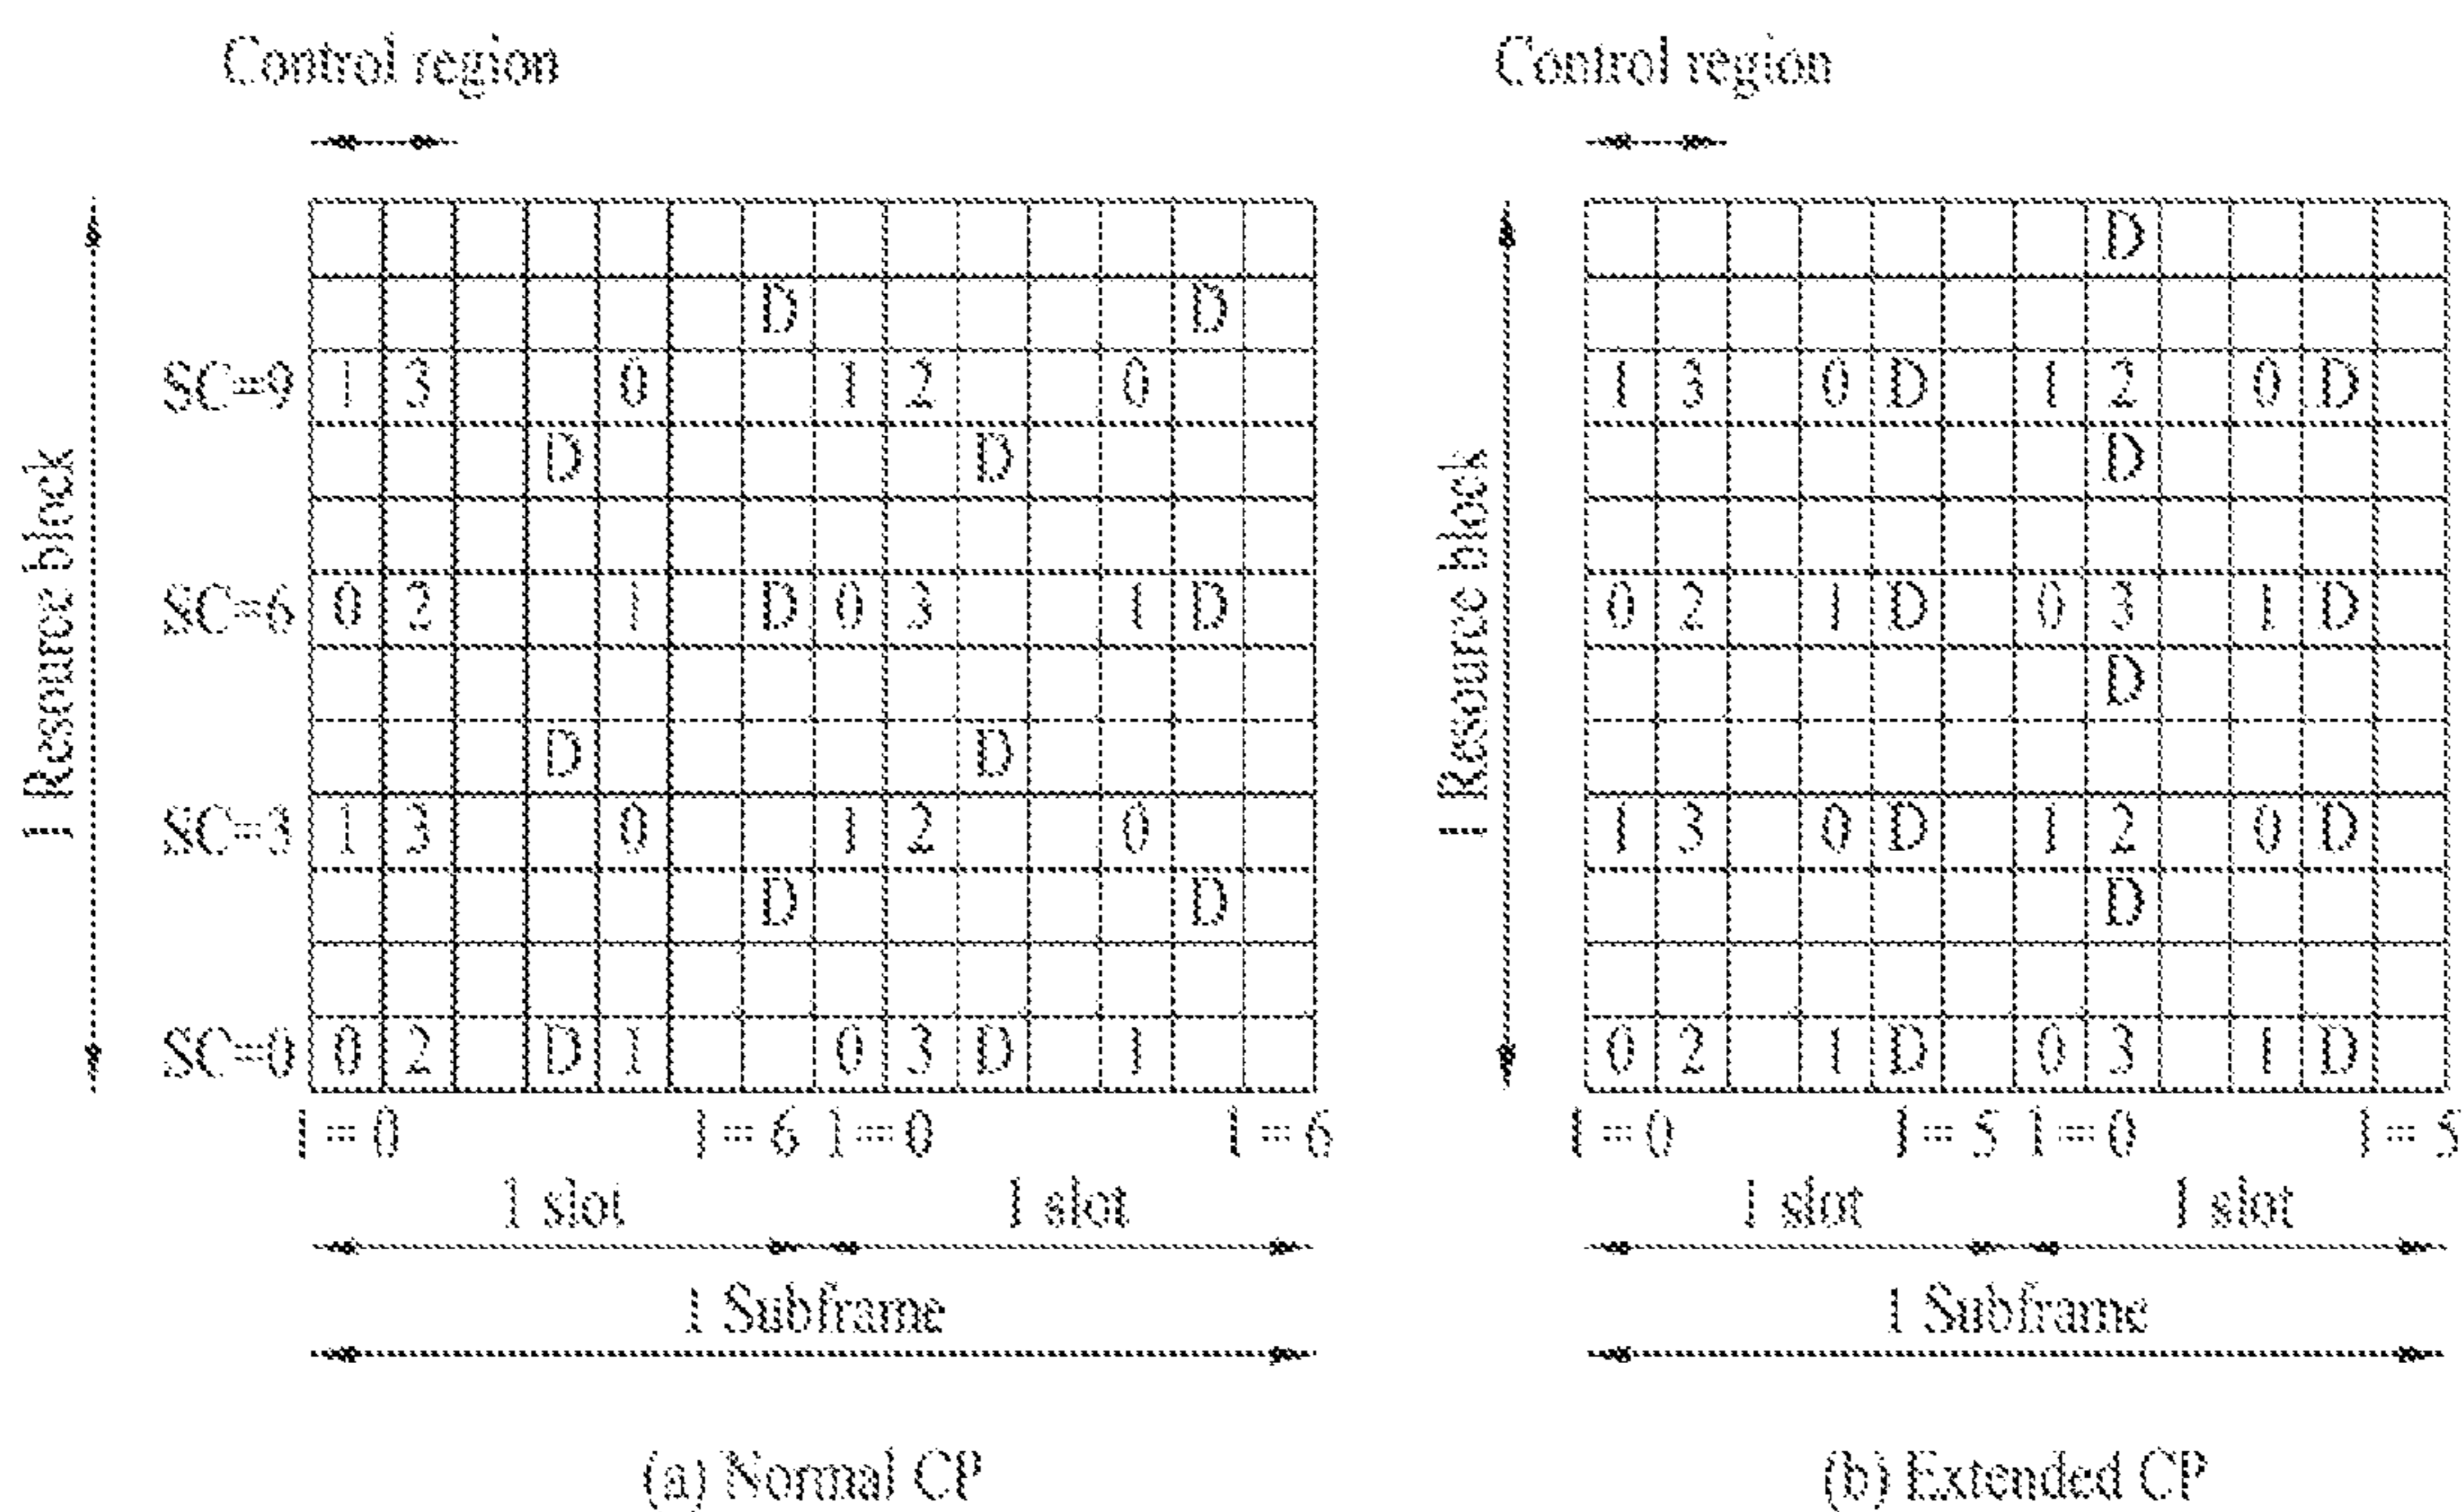 Control region
Control region
1 Resource block
1 Resource block
D
D D
SC=9 1 3 0 1 2 0
1 3 0 D 1 2 0 D
D D
D
SC=6 0 2 1 D 0 3 1 D
0 2 1 D 0 3 1 D
D
D D
SC=3 1 3 0 1 2 0
1 3 0 D 1 2 0 D
D D
D
SC=0 0 2 D 1 0 3 D 1
0 2 1 D 0 3 1 D
l = 0 l = 6 l = 0 l = 6
l = 0 l = 5 l = 0 l = 5
1 slot 1 slot
1 slot 1 slot
1 Subframe
1 Subframe
(a) Normal CP
(b) Extended CP